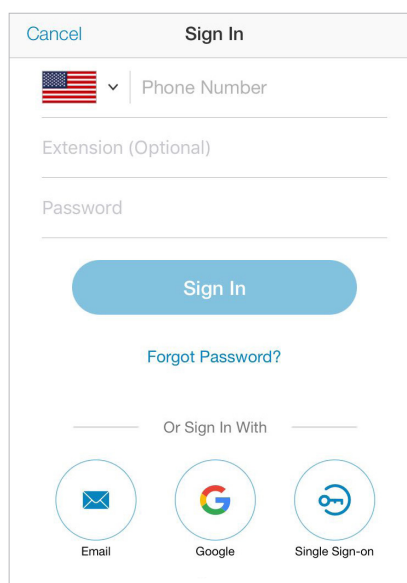 Cancel Sign In
Phone Number
Extension (Optional)
Password
Sign In
Forgot Password?
Or Sign In With
Email Google Single Sign-on